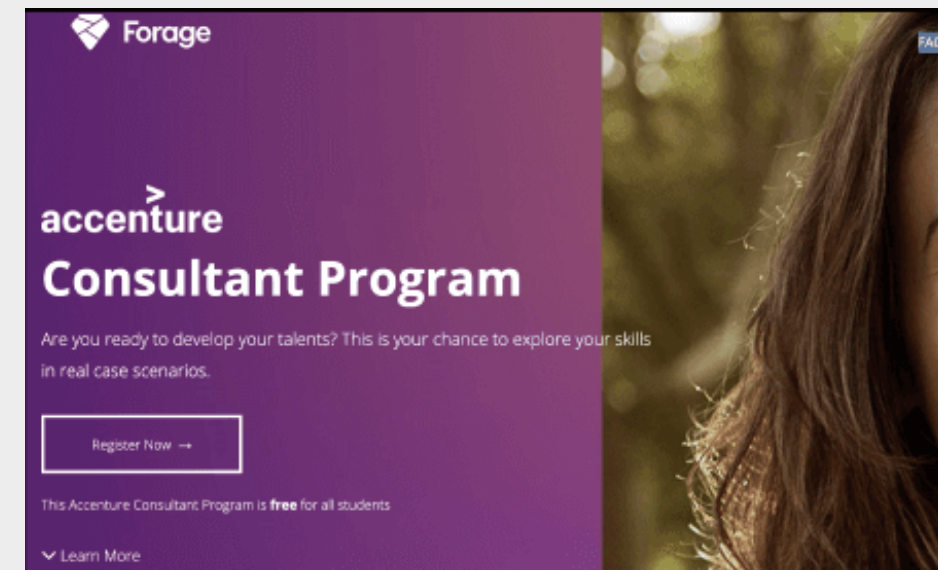 Forage
FAQ
accenture
Consultant Program
Are you ready to develop your talents? This is your chance to explore your skills
in real case scenarios.
Register Now →
This Accenture Consultant Program is free for all students
Learn More